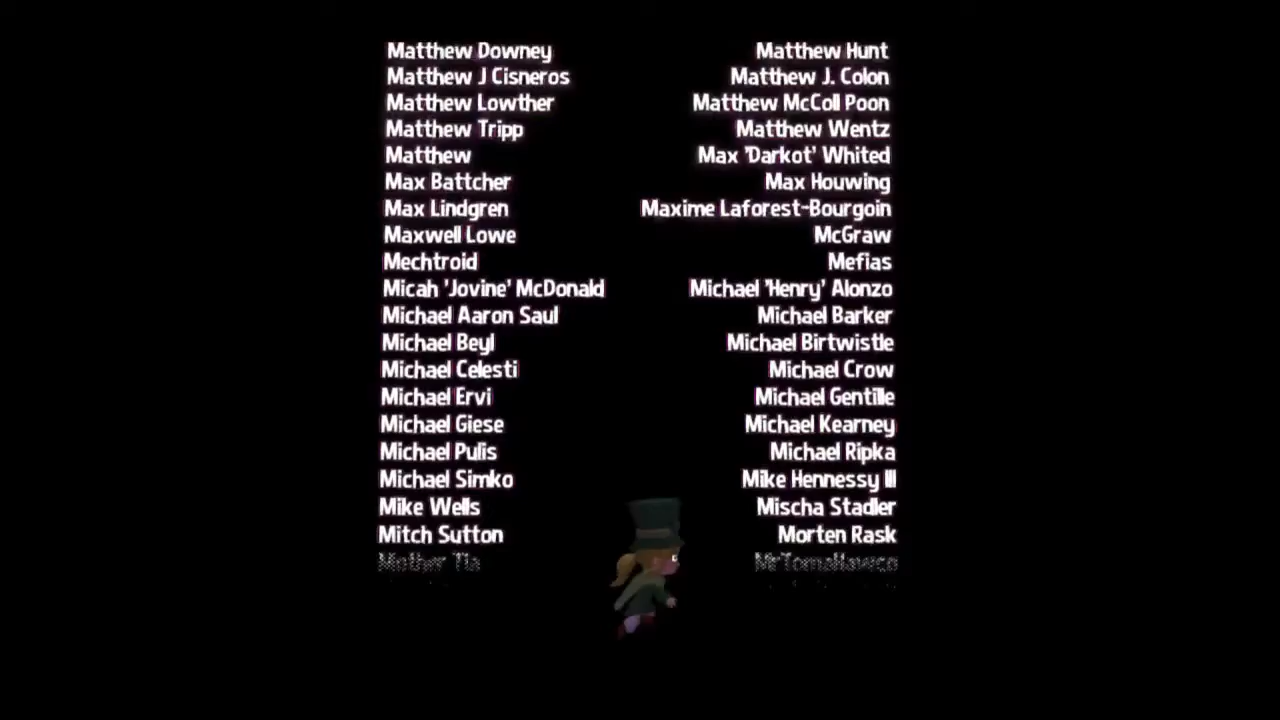 Matthew Downey Matthew Hunt
Matthew J Cisneros Matthew J. Colon
Matthew Lowther Matthew McColl Poon
Matthew Tripp Matthew Wentz
Matthew Max 'Darkot' Whited
Max Battcher Max Houwing
Max Lindgren Maxime Laforest-Bourgoin
Maxwell Lowe McGraw
Mechtroid Mefias
Micah 'Jovine' McDonald Michael 'Henry' Alonzo
Michael Aaron Saul Michael Barker
Michael Beyl Michael Birtwistle
Michael Celesti Michael Crow
Michael Ervi Michael Gentille
Michael Giese Michael Kearney
Michael Pulis Michael Ripka
Michael Simko Mike Hennessy III
Mike Wells Mischa Stadler
Mitch Sutton Morten Rask
Mother Tia